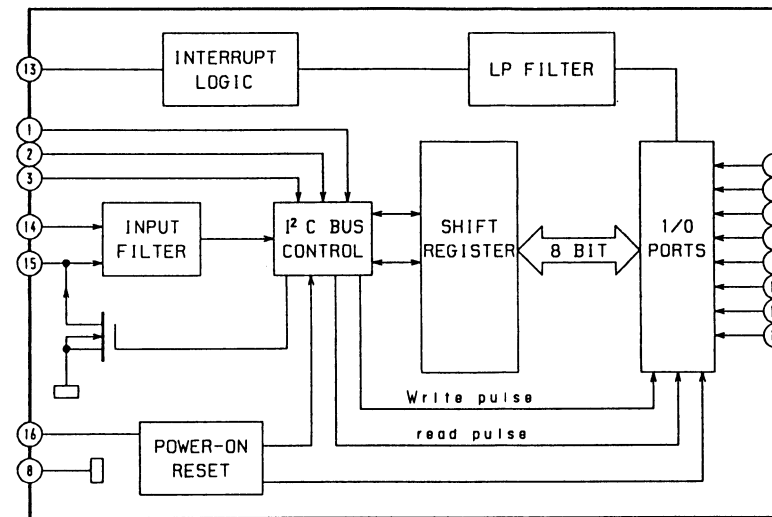 13
INTERRUPT
LOGIC
LP FILTER
1
2
3
14
INPUT
FILTER
I² C BUS
CONTROL
SHIFT
REGISTER
8 BIT
I/O
PORTS
15
Write pulse
read pulse
16
POWER-ON
RESET
8